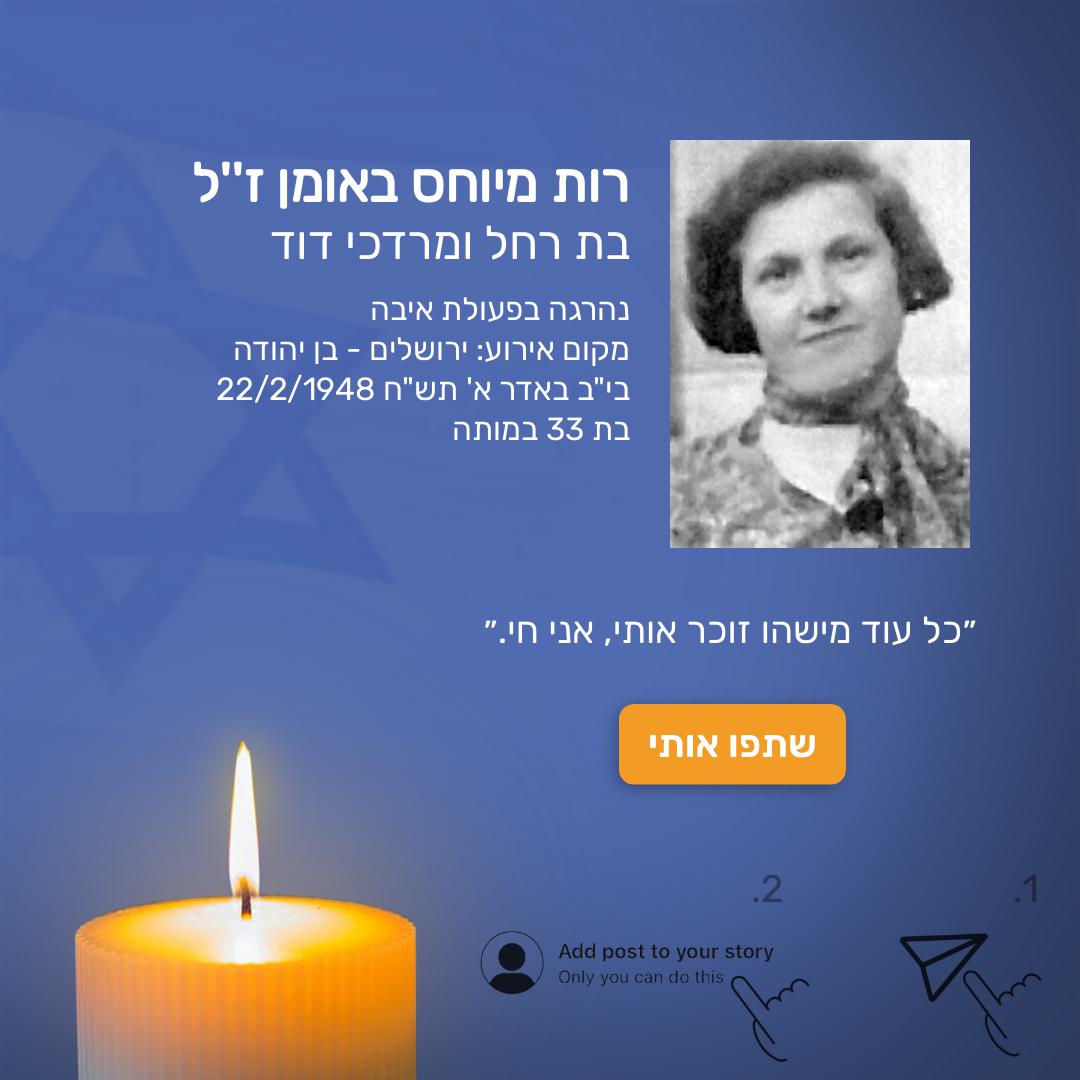 רות מיוחס באומן ז"ל
בת רחל ומרדכי דוד
נהרגה בפעולת איבה
מקום אירוע: ירושלים - בן יהודה
בי"ב באדר א' תש"ח 22/2/1948
בת 33 במותה
״כל עוד מישהו זוכר אותי, אני חי.״
שתפו אותי
1.
2.
Add post to your story
Only you can do this